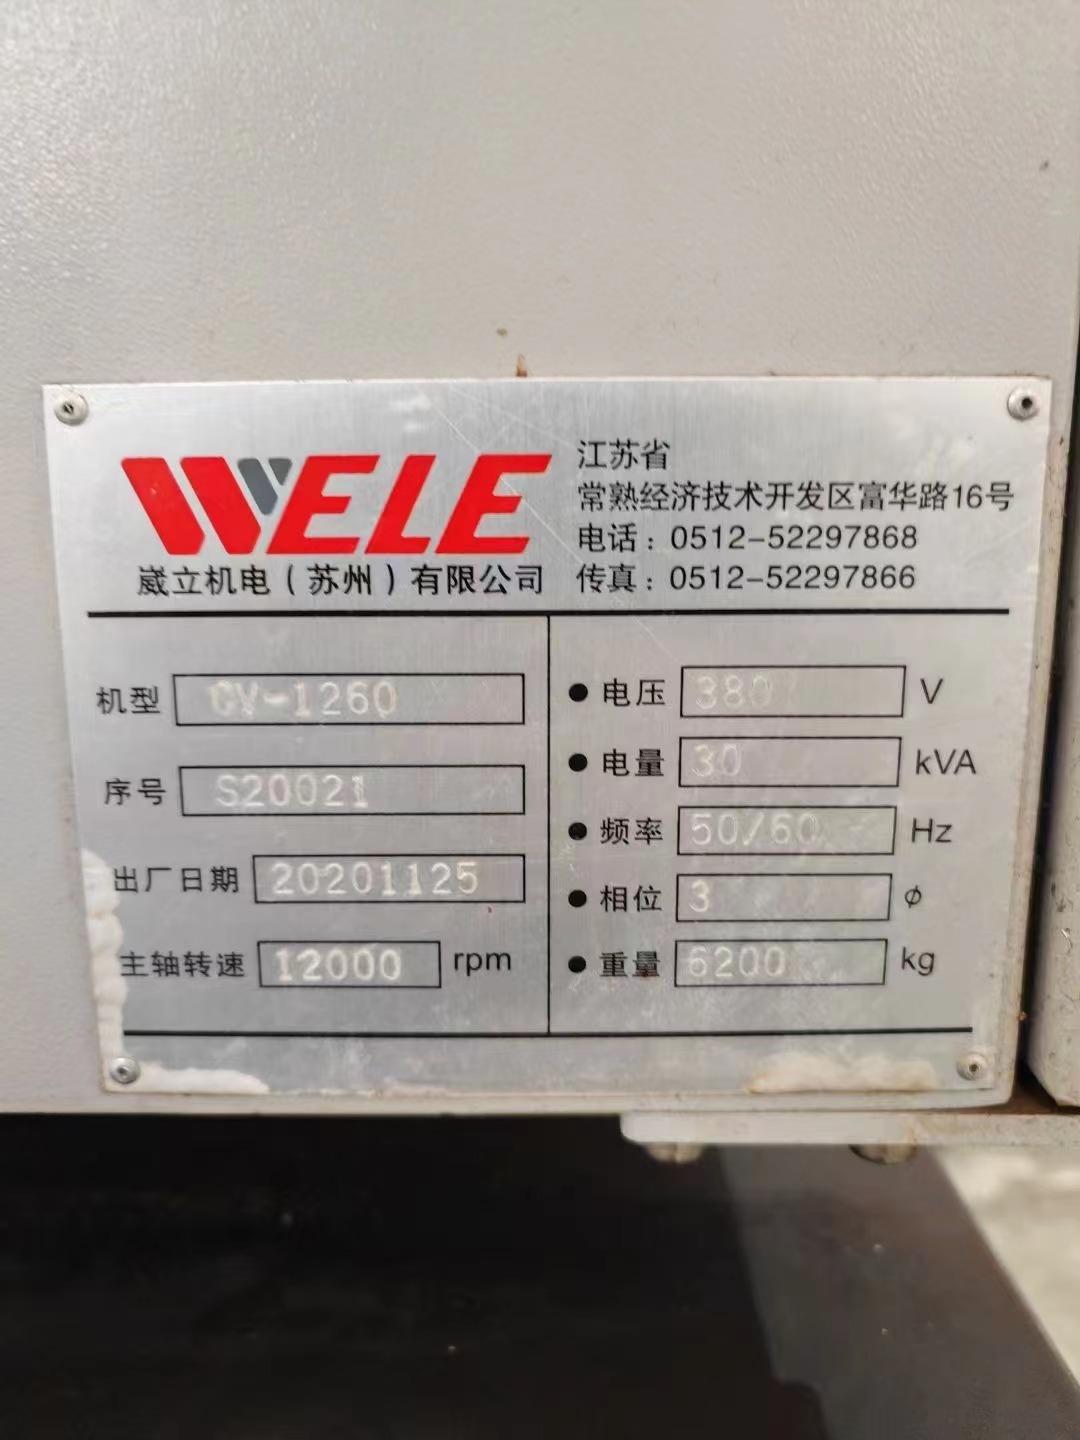 WELE
崴立机电（苏州）有限公司
江苏省
常熟经济技术开发区富华路16号
电话：0512-52297868
传真：0512-52297866
机型 CV-1260
序号 S20021
出厂日期 20201125
主轴转速 12000 rpm
● 电压 380 V
● 电量 30 kVA
● 频率 50/60 Hz
● 相位 3 ϕ
● 重量 6200 kg